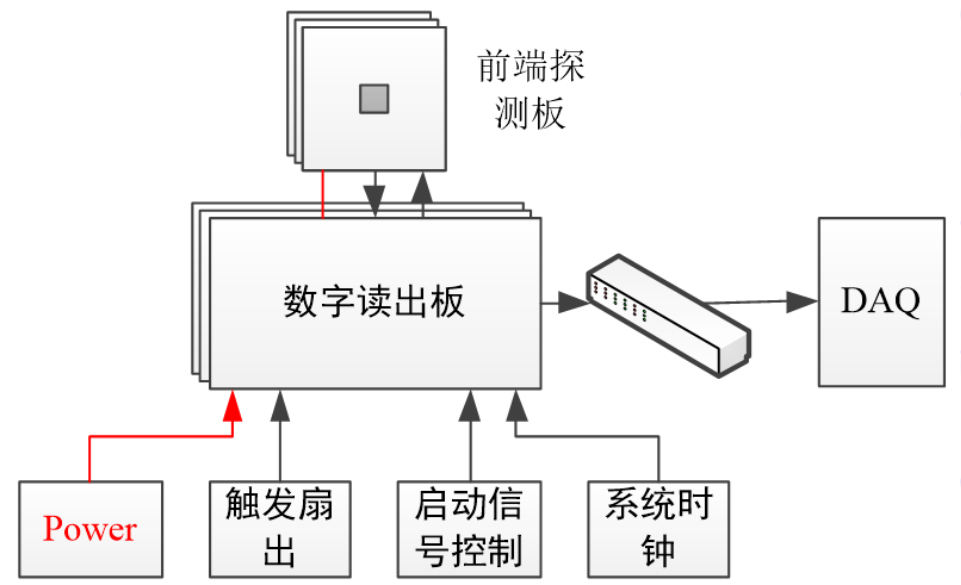 前端探
测板
数字读出板
DAQ
Power
触发扇
出
启动信
号控制
系统时
钟